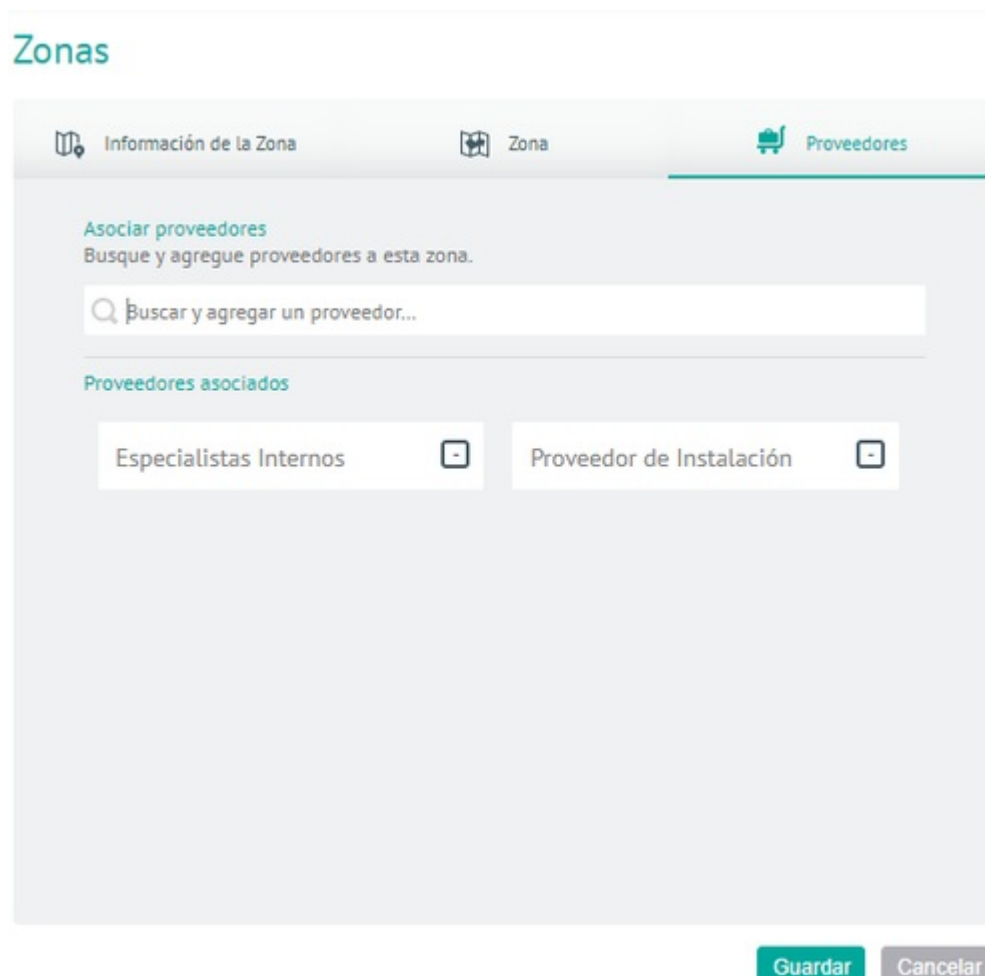 Zonas
Información de la Zona
Zona
Proveedores
Asociar proveedores
Busque y agregue proveedores a esta zona.
Buscar y agregar un proveedor...
Proveedores asociados
Especialistas Internos
Proveedor de Instalación
Guardar
Cancelar